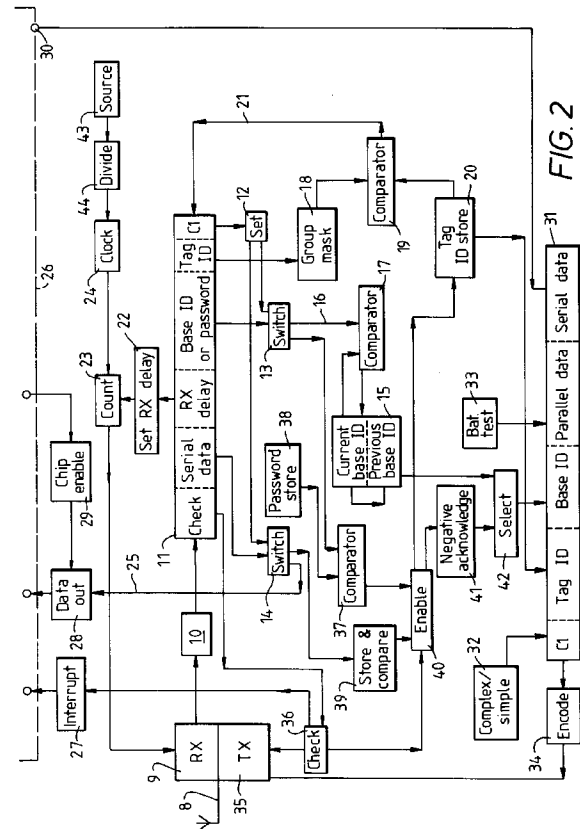 30
43
Source
44
Divide
24
Clock
26
23
Count
22
Set RX delay
29
Chip enable
28
Data out
25
27
Interrupt
21
12
Set
18
Group mask
19
Comparator
20
Tag ID store
11
Check
Serial data
RX delay
Base ID or password
Tag ID
C1
13
Switch
16
17
Comparator
15
Current base ID
Previous base ID
38
Password store
14
Switch
37
Comparator
39
Store & compare
40
Enable
41
Negative acknowledge
42
Select
33
Bat. test
10
9
RX
TX
8
35
36
Check
32
Complex/simple
34
Encode
31
C1
Tag ID
Base ID
Parallel data
Serial data
FIG. 2